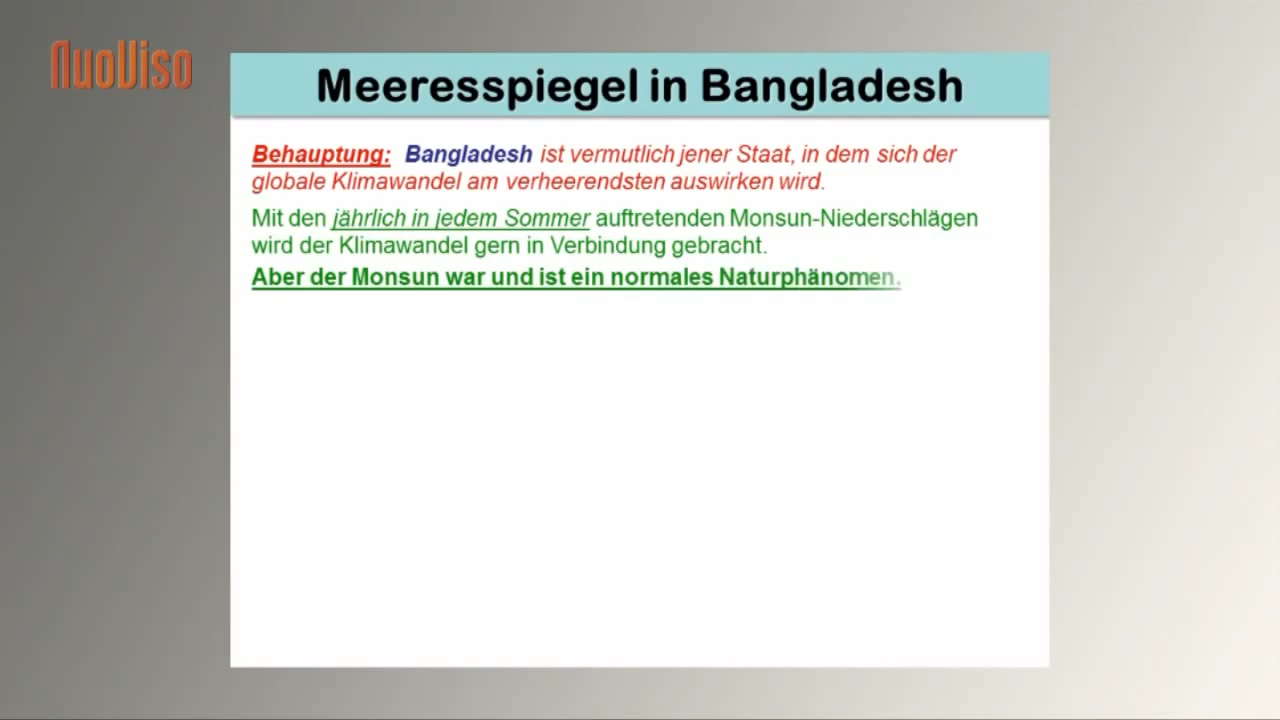 NuoViso
Meeresspiegel in Bangladesh
Behauptung: Bangladesh ist vermutlich jener Staat, in dem sich der
globale Klimawandel am verheerendsten auswirken wird.
Mit den jährlich in jedem Sommer auftretenden Monsun-Niederschlägen
wird der Klimawandel gern in Verbindung gebracht.
Aber der Monsun war und ist ein normales Naturphänomen.